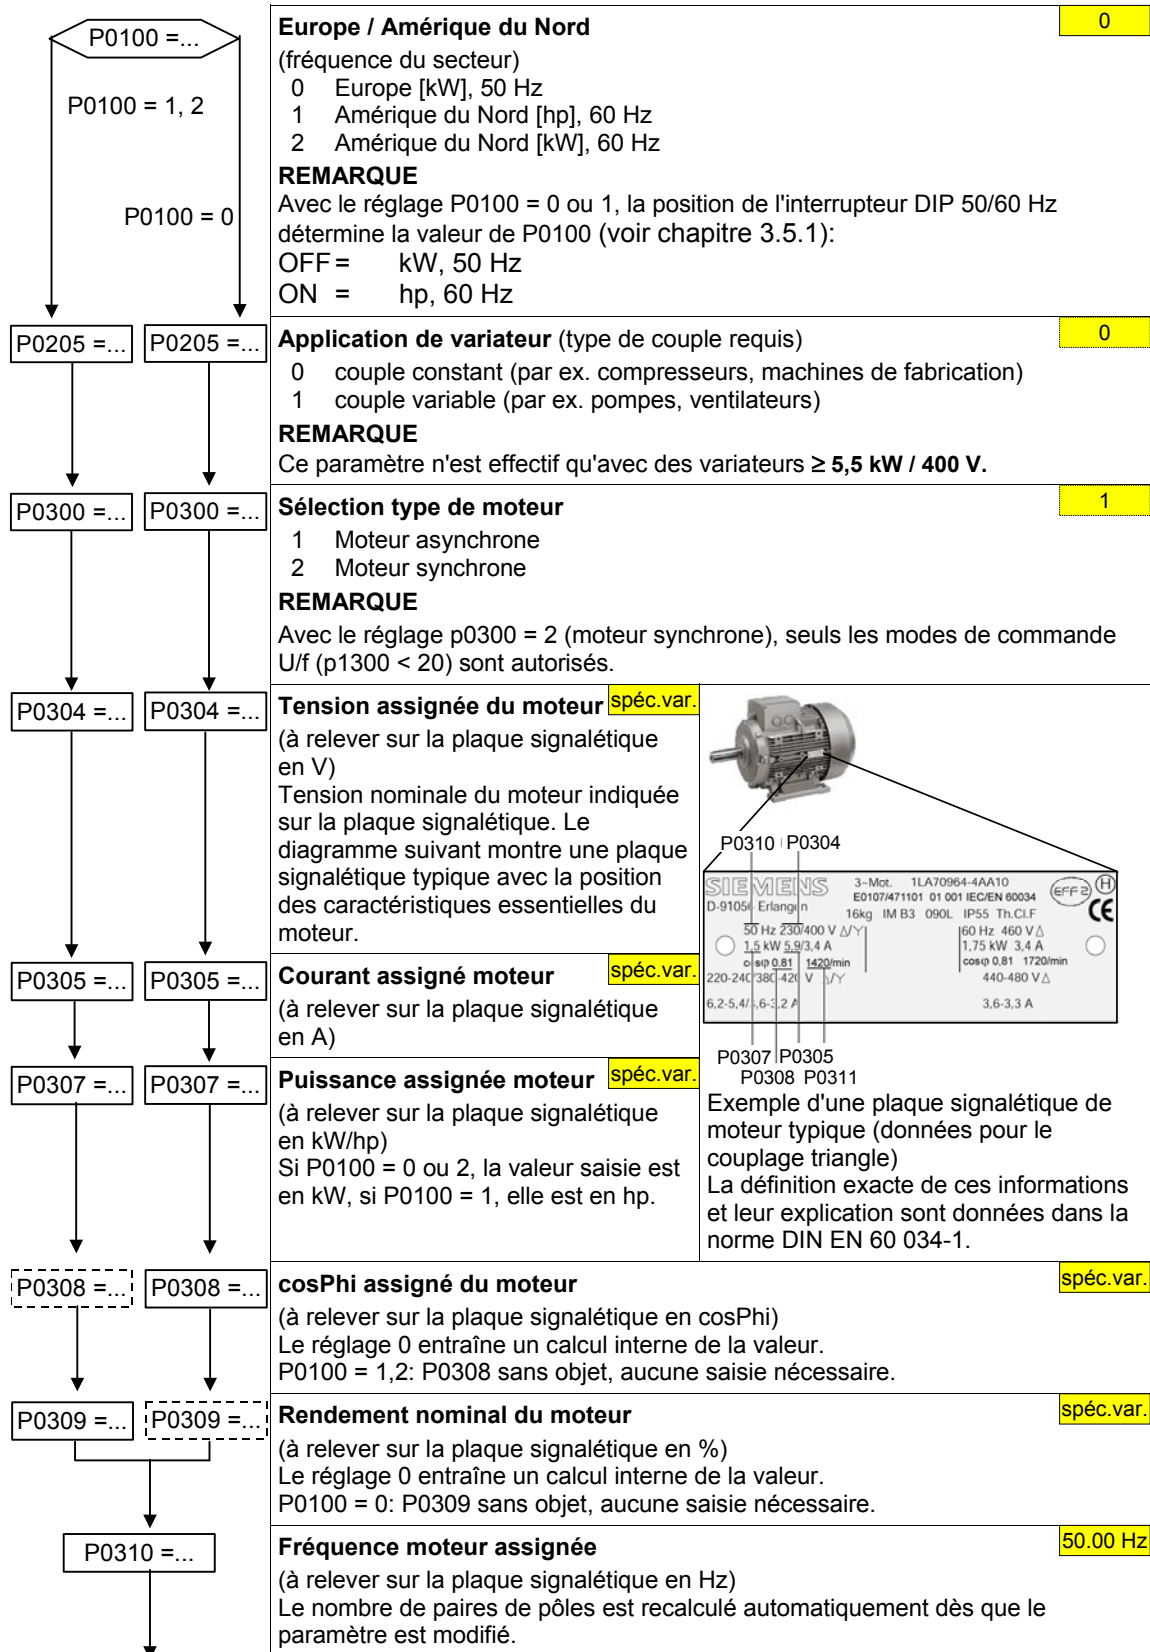 P0100 =...
P0100 = 1, 2
P0100 = 0
Europe / Amérique du Nord
0
(fréquence du secteur)
0 Europe [kW], 50 Hz
1 Amérique du Nord [hp], 60 Hz
2 Amérique du Nord [kW], 60 Hz
REMARQUE
Avec le réglage P0100 = 0 ou 1, la position de l'interrupteur DIP 50/60 Hz
détermine la valeur de P0100 (voir chapitre 3.5.1):
OFF = kW, 50 Hz
ON = hp, 60 Hz
P0205 =... P0205 =...
Application de variateur (type de couple requis)
0
0 couple constant (par ex. compresseurs, machines de fabrication)
1 couple variable (par ex. pompes, ventilateurs)
REMARQUE
Ce paramètre n'est effectif qu'avec des variateurs ≥ 5,5 kW / 400 V.
P0300 =... P0300 =...
Sélection type de moteur
1
1 Moteur asynchrone
2 Moteur synchrone
REMARQUE
Avec le réglage p0300 = 2 (moteur synchrone), seuls les modes de commande
U/f (p1300 < 20) sont autorisés.
P0304 =... P0304 =...
Tension assignée du moteur
spéc.var.
(à relever sur la plaque signalétique
en V)
Tension nominale du moteur indiquée
sur la plaque signalétique. Le
diagramme suivant montre une plaque
signalétique typique avec la position
des caractéristiques essentielles du
moteur.
P0305 =... P0305 =...
Courant assigné moteur
spéc.var.
(à relever sur la plaque signalétique
en A)
P0307 =... P0307 =...
Puissance assignée moteur
spéc.var.
(à relever sur la plaque signalétique
en kW/hp)
Si P0100 = 0 ou 2, la valeur saisie est
en kW, si P0100 = 1, elle est en hp.
P0310 P0304
SIEMENS 3~Mot. 1LA70964-4AA10
E0107/471101 01 001 IEC/EN 60034
EFF 2 H
D-91056 Erlangen
16kg IM B3 090L IP55 Th.Cl.F CE
50 Hz 230/400 V Δ/Y 60 Hz 460 V Δ
1,5 kW 5,9/3,4 A 1,75 kW 3,4 A
cosφ 0,81 1420/min cosφ 0,81 1720/min
220-240/380-420 V Δ/Y 440-480 V Δ
6,2-5,4/3,6-3,2 A 3,6-3,3 A
P0307 P0305
P0308 P0311
Exemple d'une plaque signalétique de
moteur typique (données pour le
couplage triangle)
La définition exacte de ces informations
et leur explication sont données dans la
norme DIN EN 60 034-1.
P0308 =... P0308 =...
cosPhi assigné du moteur
spéc.var.
(à relever sur la plaque signalétique en cosPhi)
Le réglage 0 entraîne un calcul interne de la valeur.
P0100 = 1,2: P0308 sans objet, aucune saisie nécessaire.
P0309 =... P0309 =...
Rendement nominal du moteur
spéc.var.
(à relever sur la plaque signalétique en %)
Le réglage 0 entraîne un calcul interne de la valeur.
P0100 = 0: P0309 sans objet, aucune saisie nécessaire.
P0310 =...
Fréquence moteur assignée
50.00 Hz
(à relever sur la plaque signalétique en Hz)
Le nombre de paires de pôles est recalculé automatiquement dès que le
paramètre est modifié.